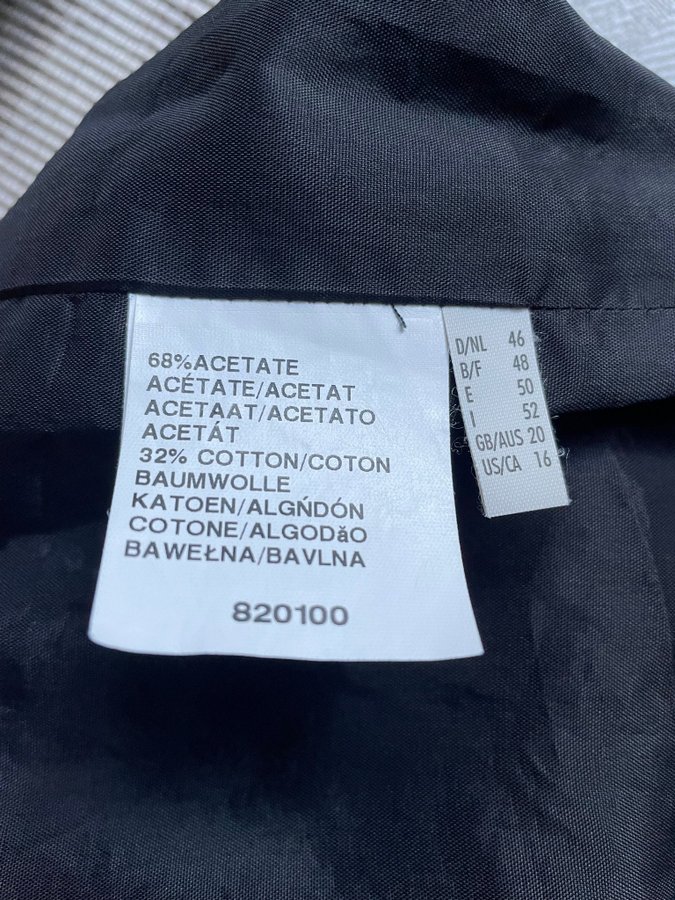 68%ACETATE
ACÉTATE/ACETAT
ACETAAT/ACETATO
ACETÁT
32% COTTON/COTON
BAUMWOLLE
KATOEN/ALGŃDÓN
COTONE/ALGODǎO
BAWEŁNA/BAVLNA
820100
D/NL 46
B/F 48
E 50
I 52
GB/AUS 20
US/CA 16